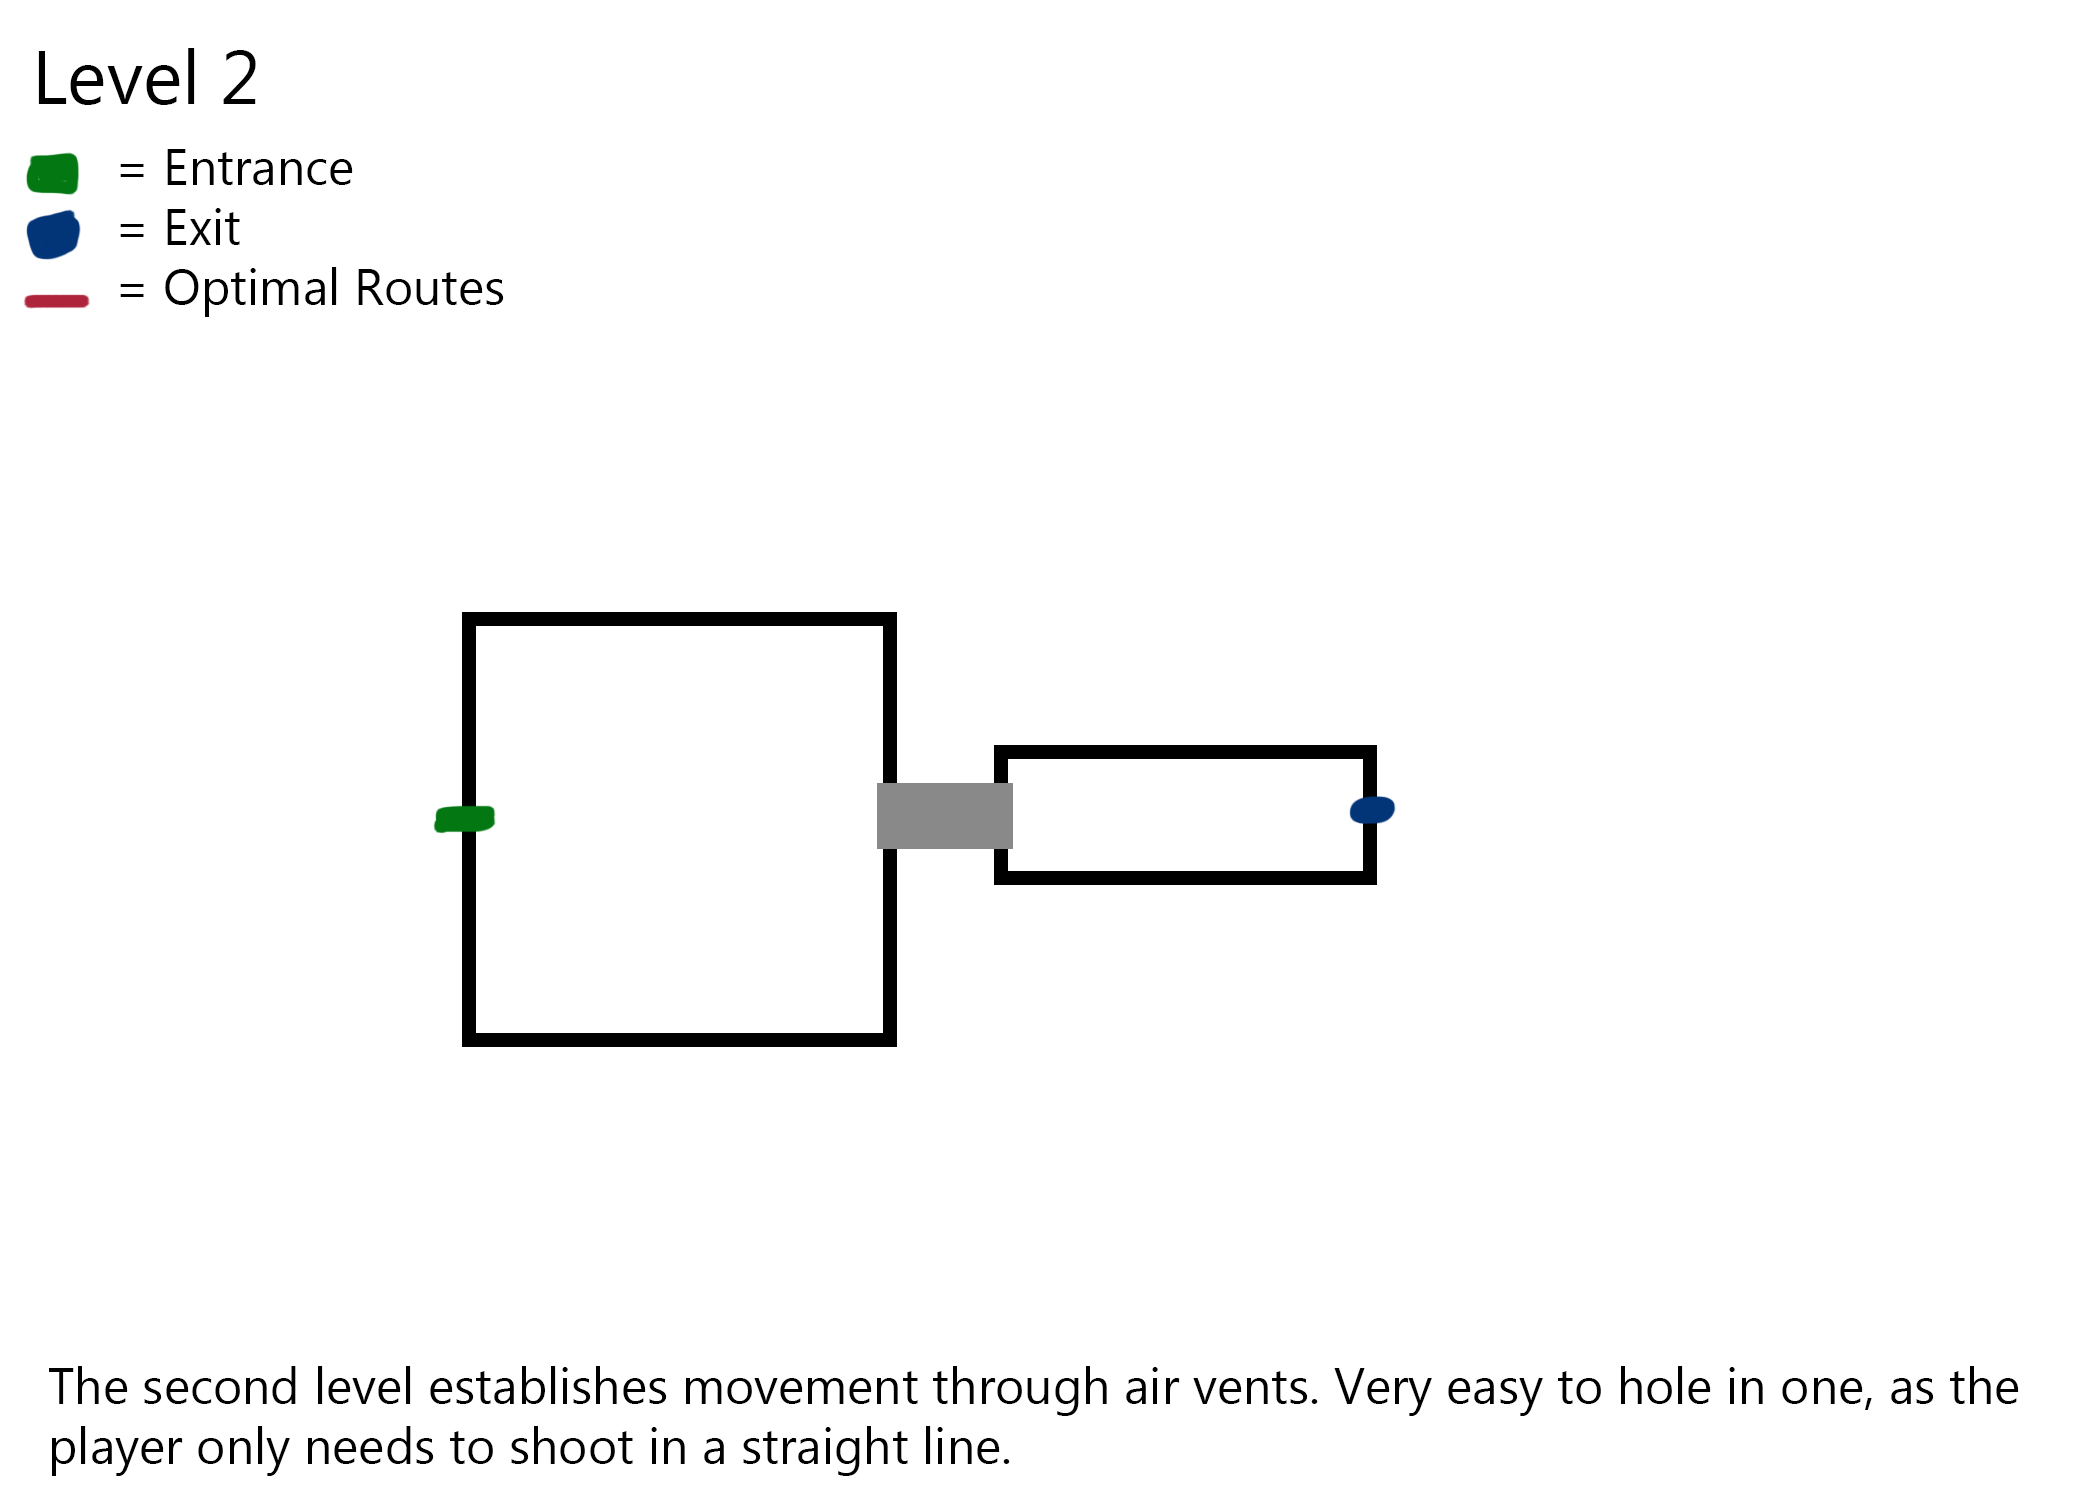 Level 2
= Entrance
= Exit
= Optimal Routes
The second level establishes movement through air vents. Very easy to hole in one, as the
player only needs to shoot in a straight line.